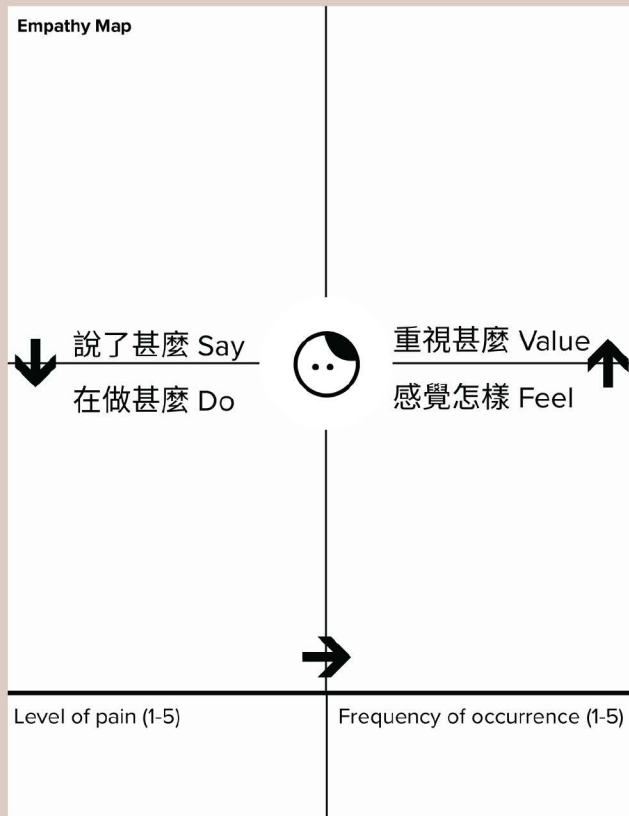 Empathy Map
說了甚麼 Say
在做甚麼 Do
重視甚麼 Value
感覺怎樣 Feel
Level of pain (1-5)
Frequency of occurrence (1-5)